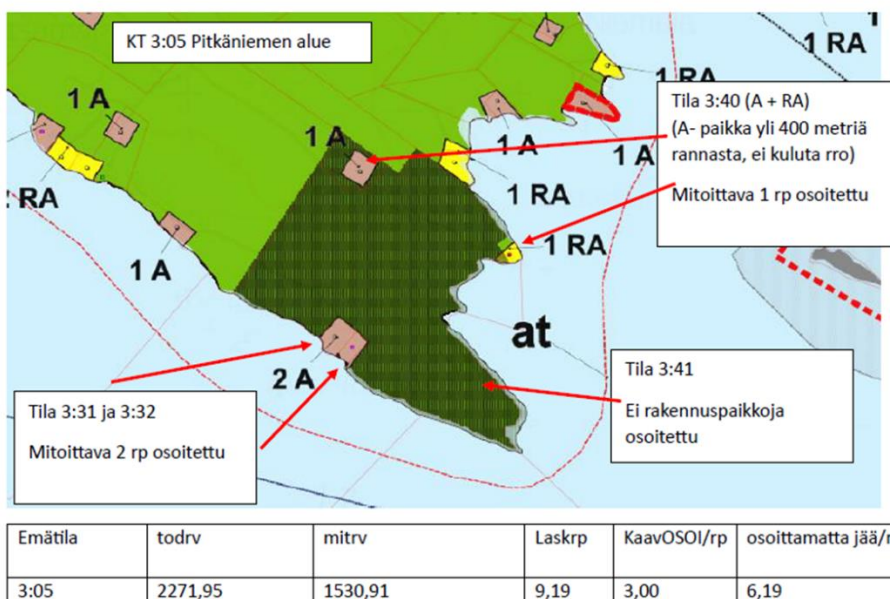 KT 3:05 Pitkäniemen alue
1 RA
1 RA
1 A
1 A
1 A
1 A
RA
1 RA
1 RA
1 A
at
2 A
Tila 3:40 (A + RA)
(A- paikka yli 400 metriä
rannasta, ei kuluta rro)
Mitoittava 1 rp osoitettu
Tila 3:41
Ei rakennuspaikkoja
osoitettu
Tila 3:31 ja 3:32
Mitoittava 2 rp osoitettu
Emätila todrv mitrv Laskrp KaavOSOI/rp osoittamatta jää/r
3:05 2271,95 1530,91 9,19 3,00 6,19